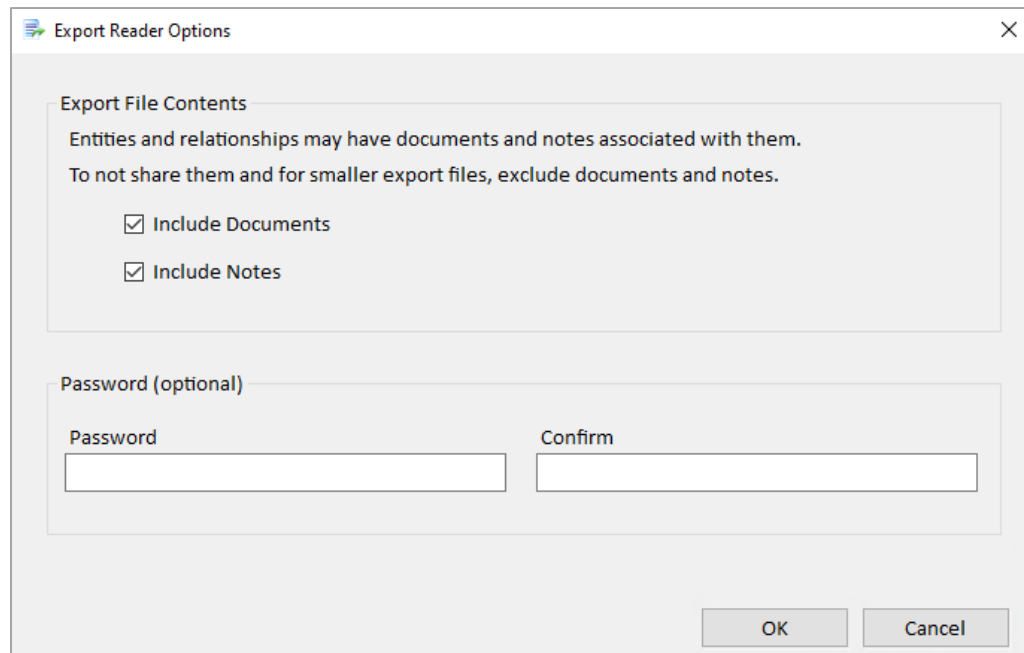 Export Reader Options
Export File Contents
Entities and relationships may have documents and notes associated with them.
To not share them and for smaller export files, exclude documents and notes.
Include Documents
Include Notes
Password (optional)
Password
Confirm
OK
Cancel